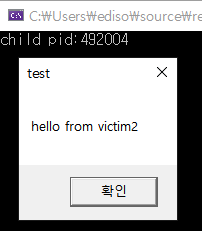 C:₩Users₩ediso₩source₩re
child pid:492004
test
hello from victim2
확인